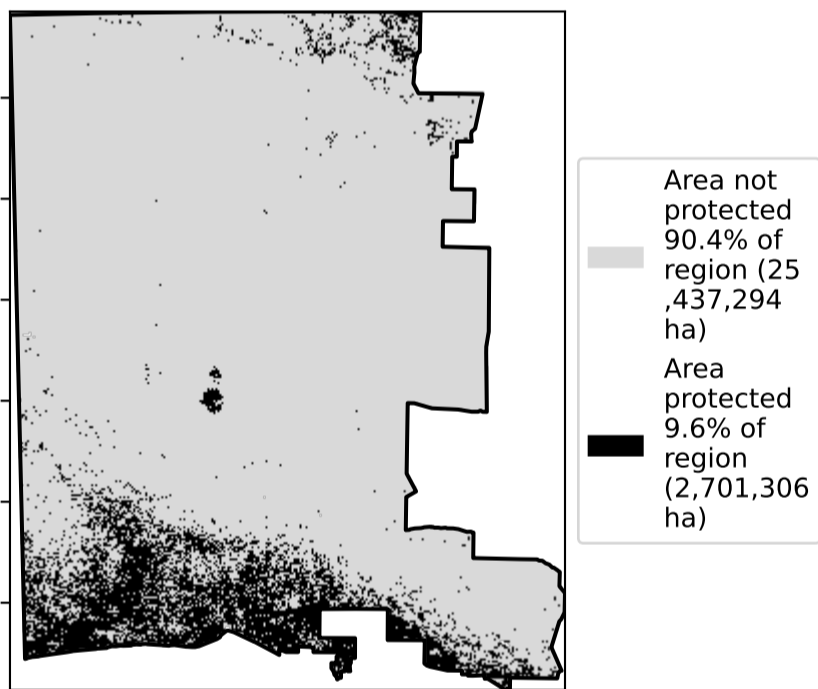 Area not
protected
90.4% of
region (25
,437,294
ha)
Area
protected
9.6% of
region
(2,701,306
ha)